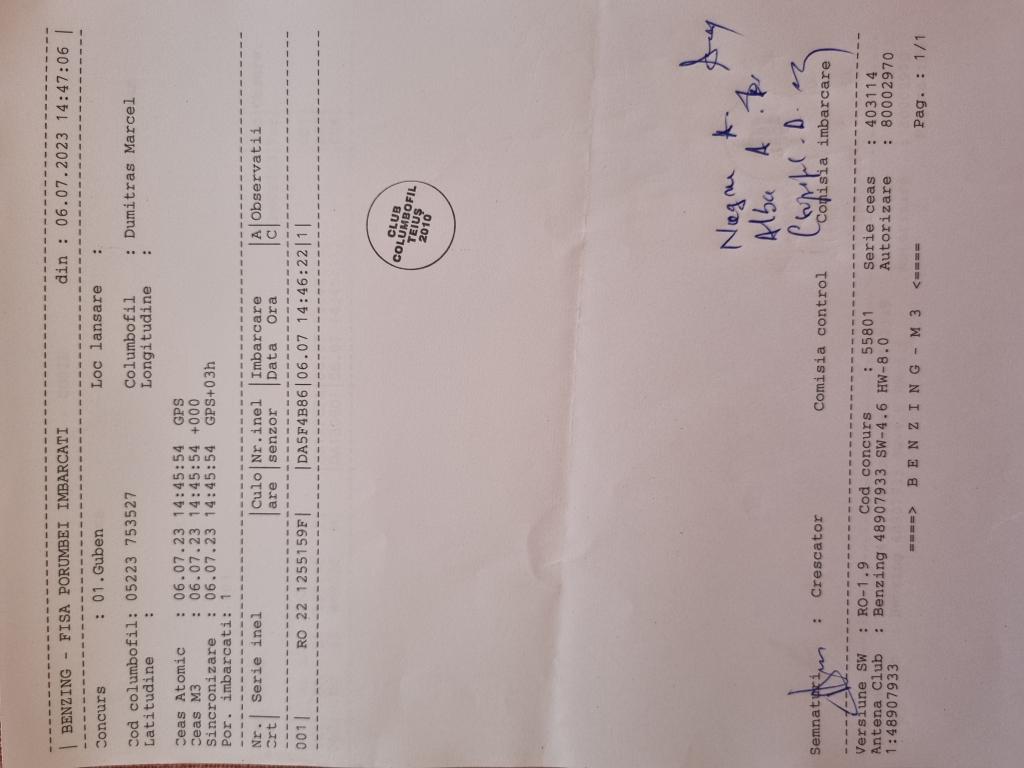 | BENZING - FISA PORUMBEI IMBARCATI din : 06.07.2023 14:47:06 |
Concurs : 01.Guben Loc lansare :
Cod columbofil: 05223 753527 Columbofil : Dumitras Marcel
Latitudine : Longitudine :
Ceas Atomic : 06.07.23 14:45:54 GPS
Ceas M3 : 06.07.23 14:45:54 +000
Sincronizare : 06.07.23 14:45:54 GPS+03h
Por. imbarcati: 1
Nr.| Serie inel |Culo|Nr.inel |Imbarcare |A|Observatii
Crt| |are |senzor |Data Ora |C|
001| RO 22 1255159F| |DA5F4B86|06.07 14:46:22|1|
CLUB
COLUMBOFIL
TEIUȘ
2010
Alba A
Semnaturi : Crescator Comisia control Comisia imbarcare
Versiune SW : RO-1.9 Cod concurs : 55801 Serie ceas : 403114
Antena Club : Benzing 48907933 SW-4.6 HW-8.0 Autorizare : 80002970
1:48907933
====> B E N Z I N G - M 3 <====
Pag. : 1/1